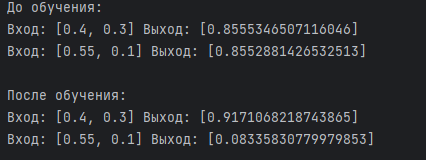 До обучения:
Вход: [0.4, 0.3] Выход: [0.8555346507116046]
Вход: [0.55, 0.1] Выход: [0.8552881426532513]
После обучения:
Вход: [0.4, 0.3] Выход: [0.9171068218743865]
Вход: [0.55, 0.1] Выход: [0.08335830779979853]